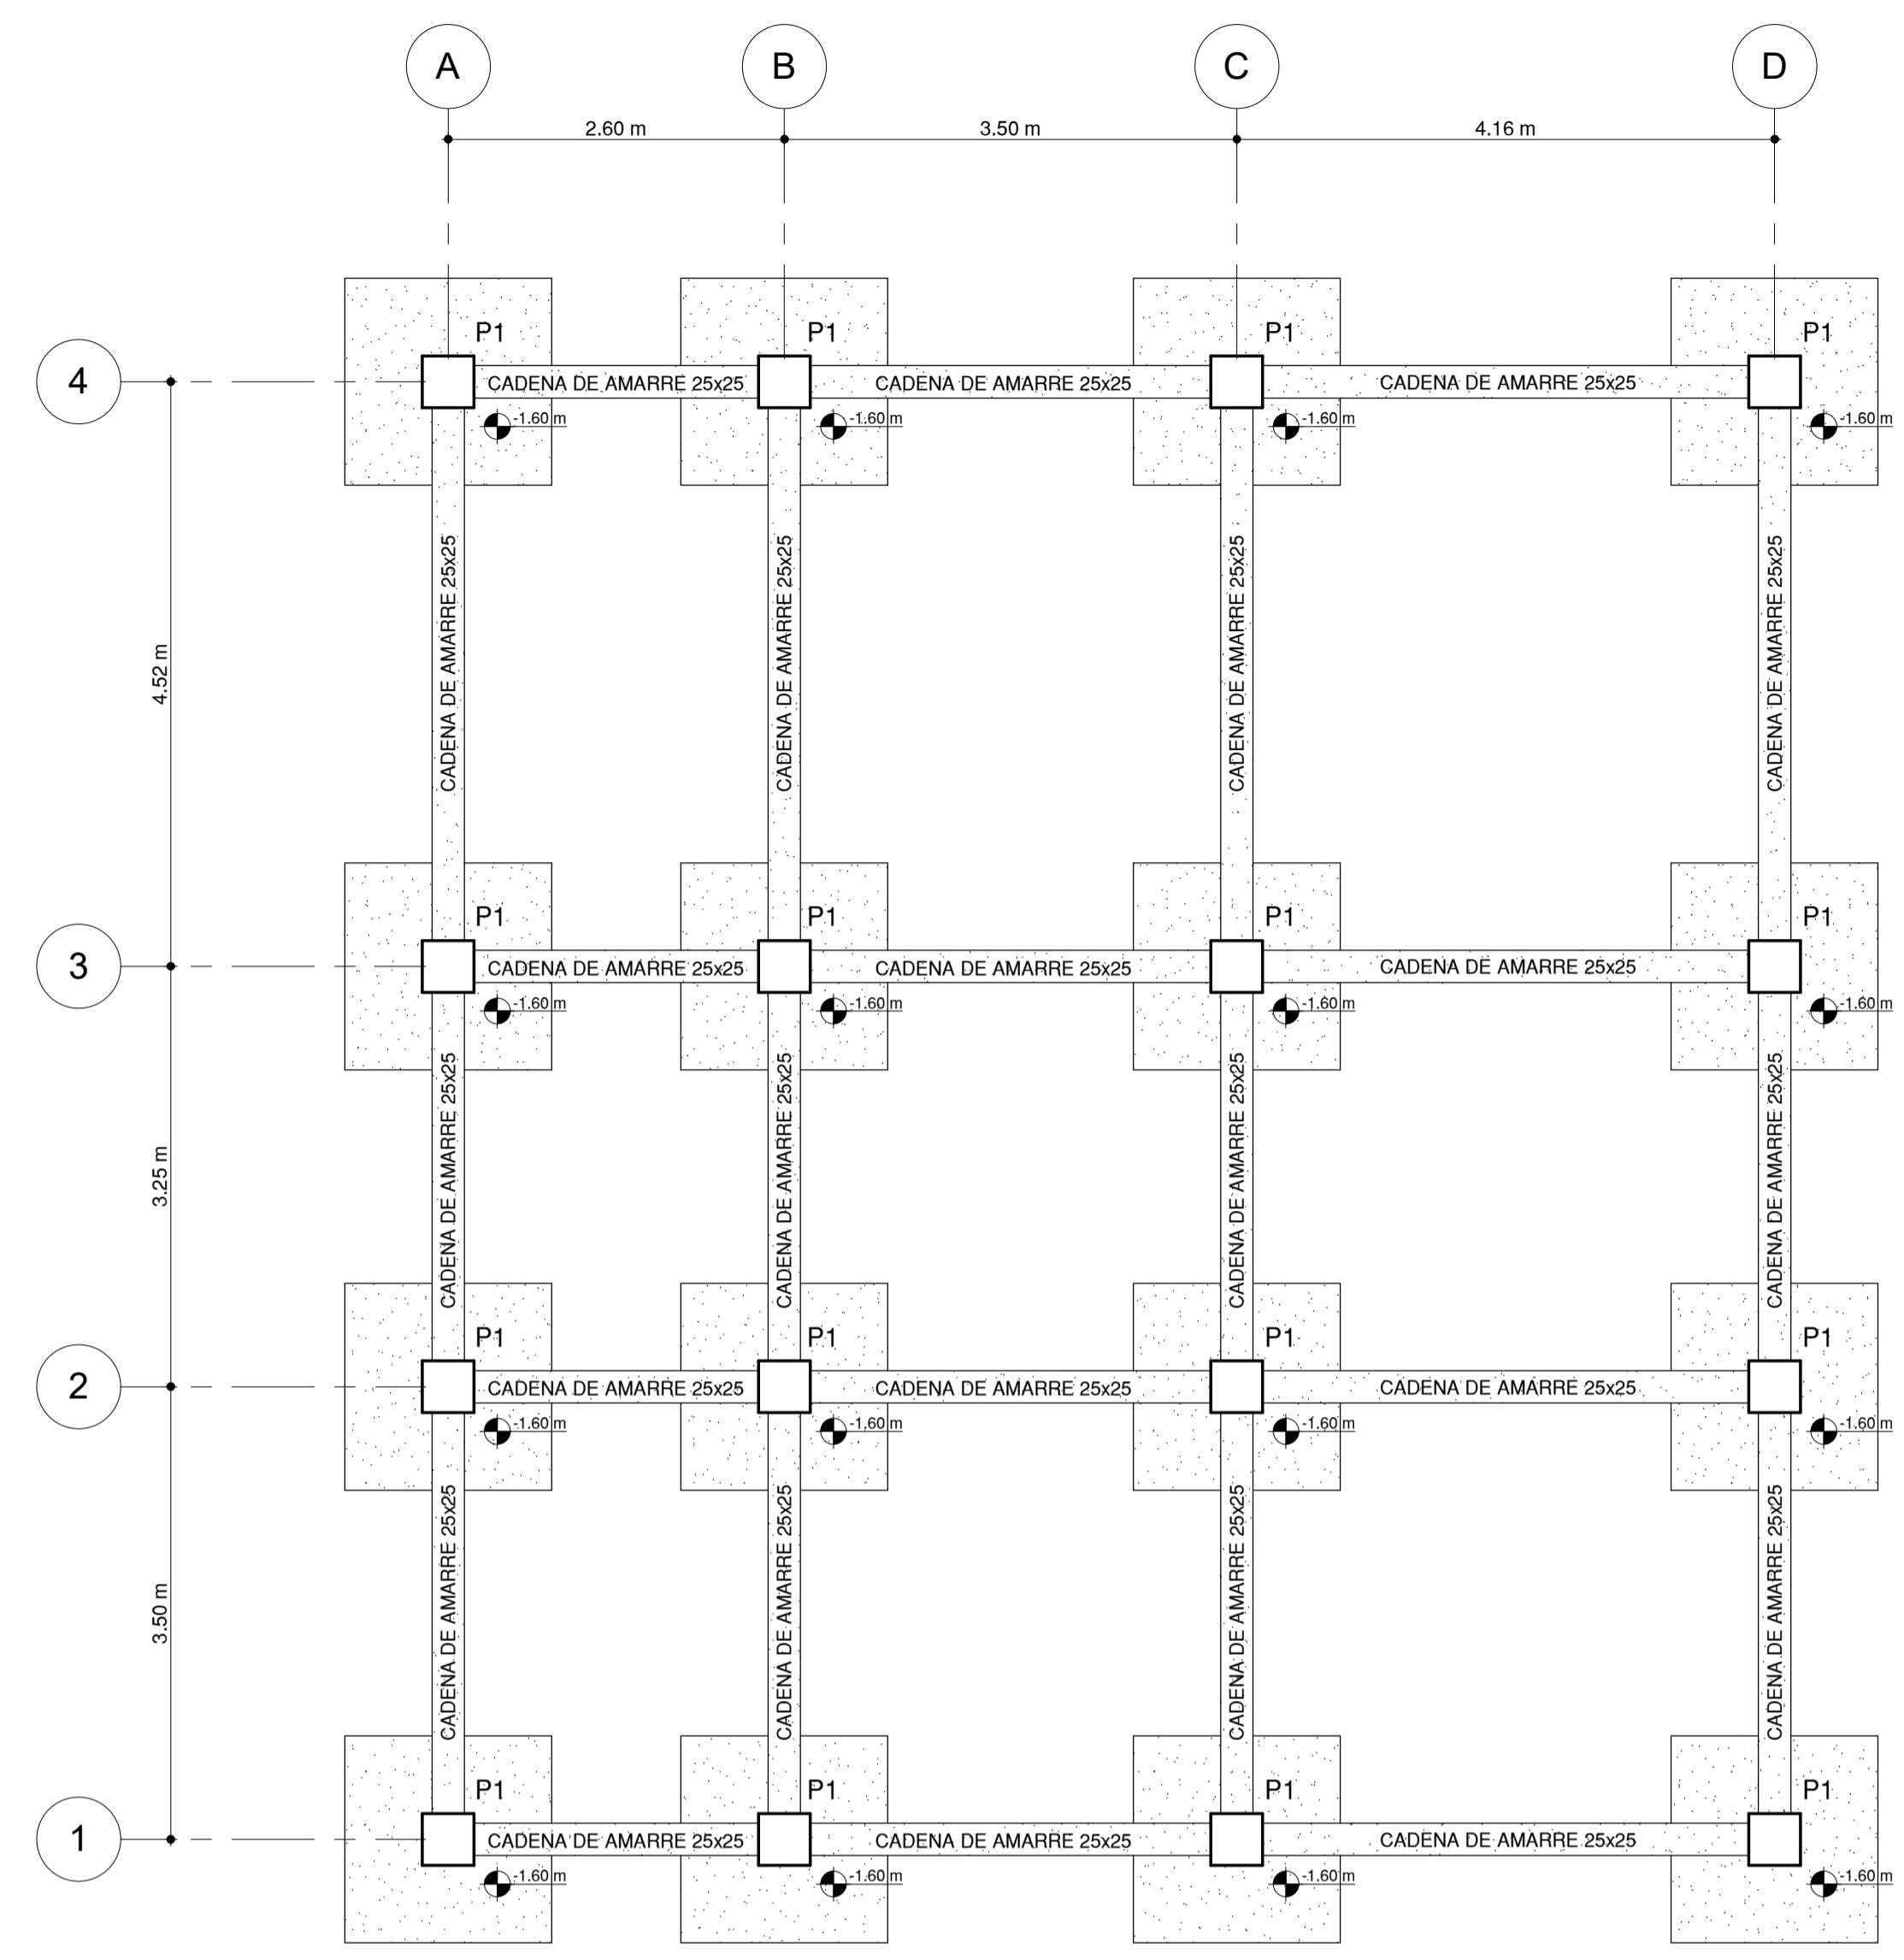 A B C D
2.60 m 3.50 m 4.16 m
P1 P1 P1 P1
4 CADENA DE AMARRE 25x25 CADENA DE AMARRE 25x25 CADENA DE AMARRE 25x25
-1.60 m -1.60 m -1.60 m -1.60 m
4.52 m CADENA DE AMARRE 25x25 CADENA DE AMARRE 25x25 CADENA DE AMARRE 25x25 CADENA DE AMARRE 25x25
P1 P1 P1 P1
3 CADENA DE AMARRE 25x25 CADENA DE AMARRE 25x25 CADENA DE AMARRE 25x25
-1.60 m -1.60 m -1.60 m -1.60 m
3.25 m CADENA DE AMARRE 25x25 CADENA DE AMARRE 25x25 CADENA DE AMARRE 25x25 CADENA DE AMARRE 25x25
P1 P1 P1 P1
2 CADENA DE AMARRE 25x25 CADENA DE AMARRE 25x25 CADENA DE AMARRE 25x25
-1.60 m -1.60 m -1.60 m -1.60 m
3.50 m CADENA DE AMARRE 25x25 CADENA DE AMARRE 25x25 CADENA DE AMARRE 25x25 CADENA DE AMARRE 25x25
P1 P1 P1 P1
1 CADENA DE AMARRE 25x25 CADENA DE AMARRE 25x25 CADENA DE AMARRE 25x25
-1.60 m -1.60 m -1.60 m -1.60 m